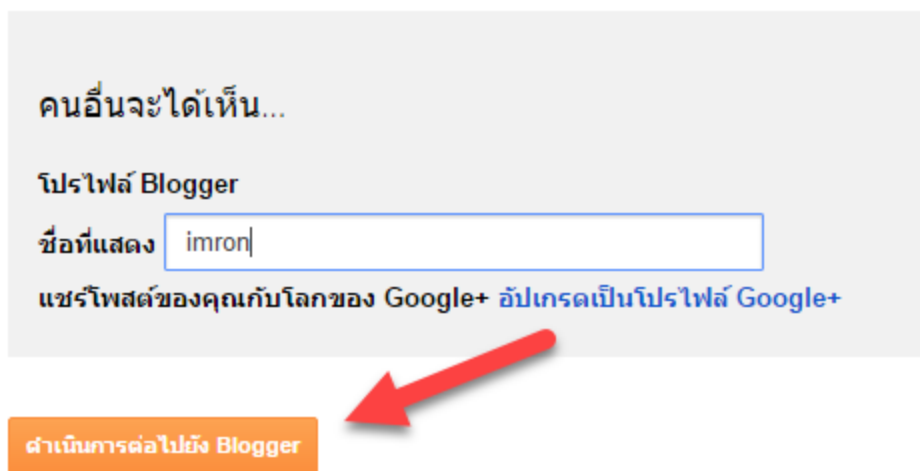 คนอื่นจะได้เห็น...
โปรไฟล์ Blogger
ชื่อที่แสดง imron
แชร์โพสต์ของคุณกับโลกของ Google+ อัปเกรดเป็นโปรไฟล์ Google+
ดำเนินการต่อไปยัง Blogger